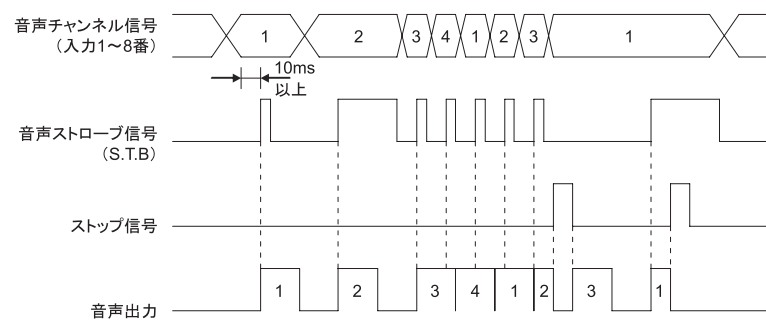 音声チャンネル信号
(入力1〜8番)
1 2 3 4 1 2 3 1
10ms
以上
音声ストローブ信号
(S.T.B)
ストップ信号
音声出力
1 2 3 4 1 2 3 1